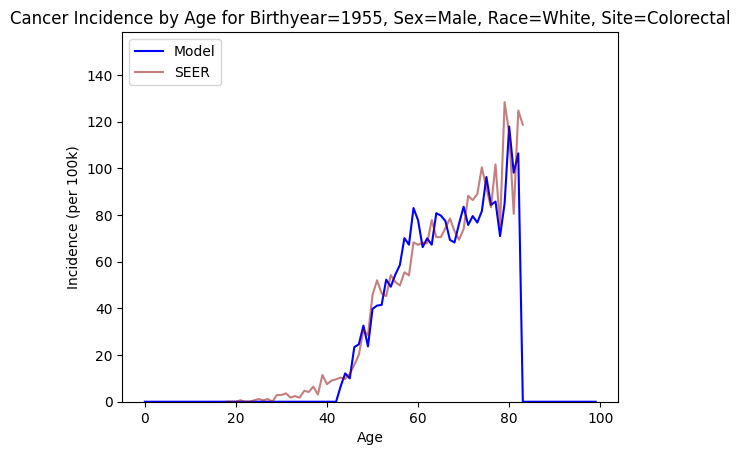 Cancer Incidence by Age for Birthyear=1955, Sex=Male, Race=White, Site=Colorectal
Model
SEER
Incidence (per 100k)
140
120
100
80
60
40
20
0
0 20 40 60 80 100
Age